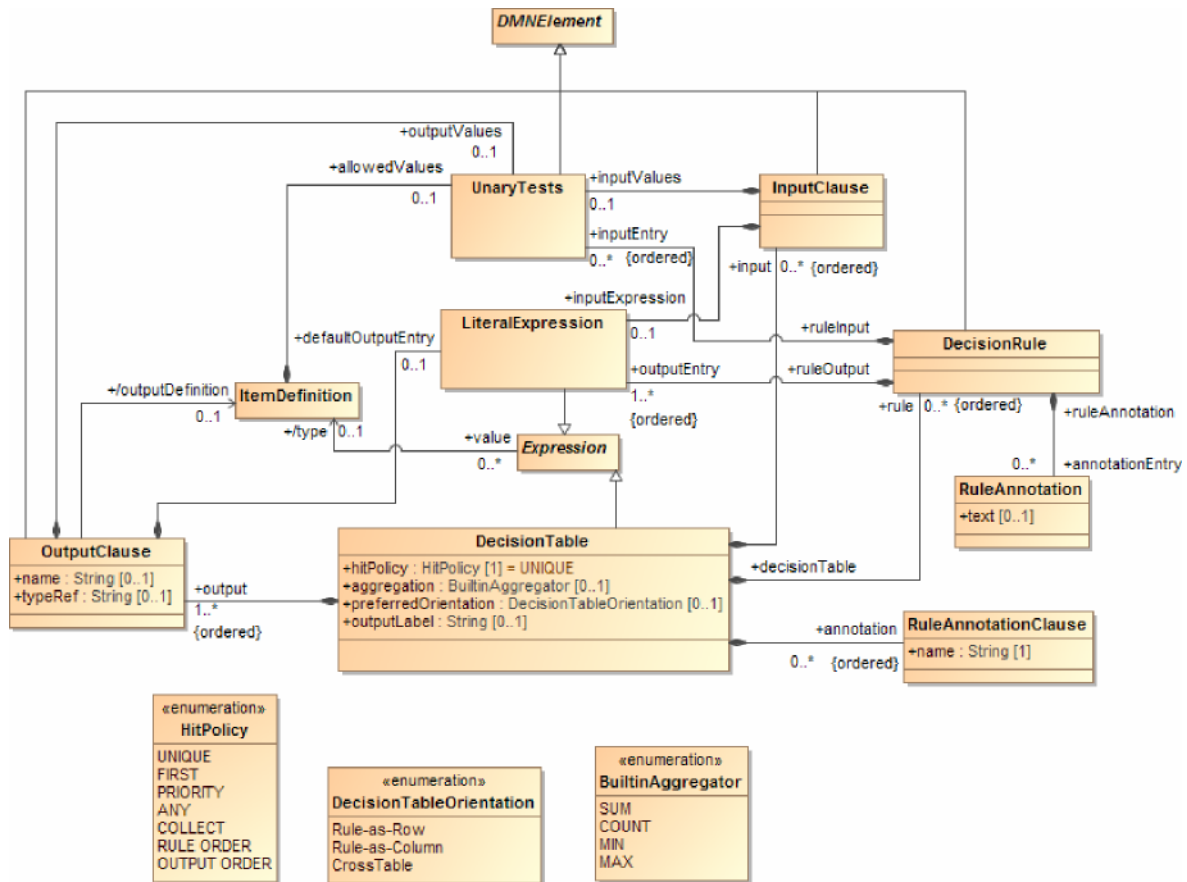 DMNElement
+outputValues
0..1
+allowedValues
0..1
UnaryTests
+inputValues
0..1
+inputEntry
0..* {ordered}
InputClause
+input 0..* {ordered}
+inputExpression
0..1
LiteralExpression
+defaultOutputEntry
0..1
+ruleInput
DecisionRule
+outputEntry
1..*
{ordered}
+ruleOutput
+rule 0..* {ordered}
+/outputDefinition
0..1
ItemDefinition
+/type 0..1
+value
0..*
Expression
+ruleAnnotation
0..*
+annotationEntry
RuleAnnotation
+text [0..1]
OutputClause
+name : String [0..1]
+typeRef : String [0..1]
+output
1..*
{ordered}
DecisionTable
+hitPolicy : HitPolicy [1] = UNIQUE
+aggregation : BuiltinAggregator [0..1]
+preferredOrientation : DecisionTableOrientation [0..1]
+outputLabel : String [0..1]
+decisionTable
+annotation
0..* {ordered}
RuleAnnotationClause
+name : String [1]
«enumeration»
HitPolicy
UNIQUE
FIRST
PRIORITY
ANY
COLLECT
RULE ORDER
OUTPUT ORDER
«enumeration»
DecisionTableOrientation
Rule-as-Row
Rule-as-Column
CrossTable
«enumeration»
BuiltinAggregator
SUM
COUNT
MIN
MAX